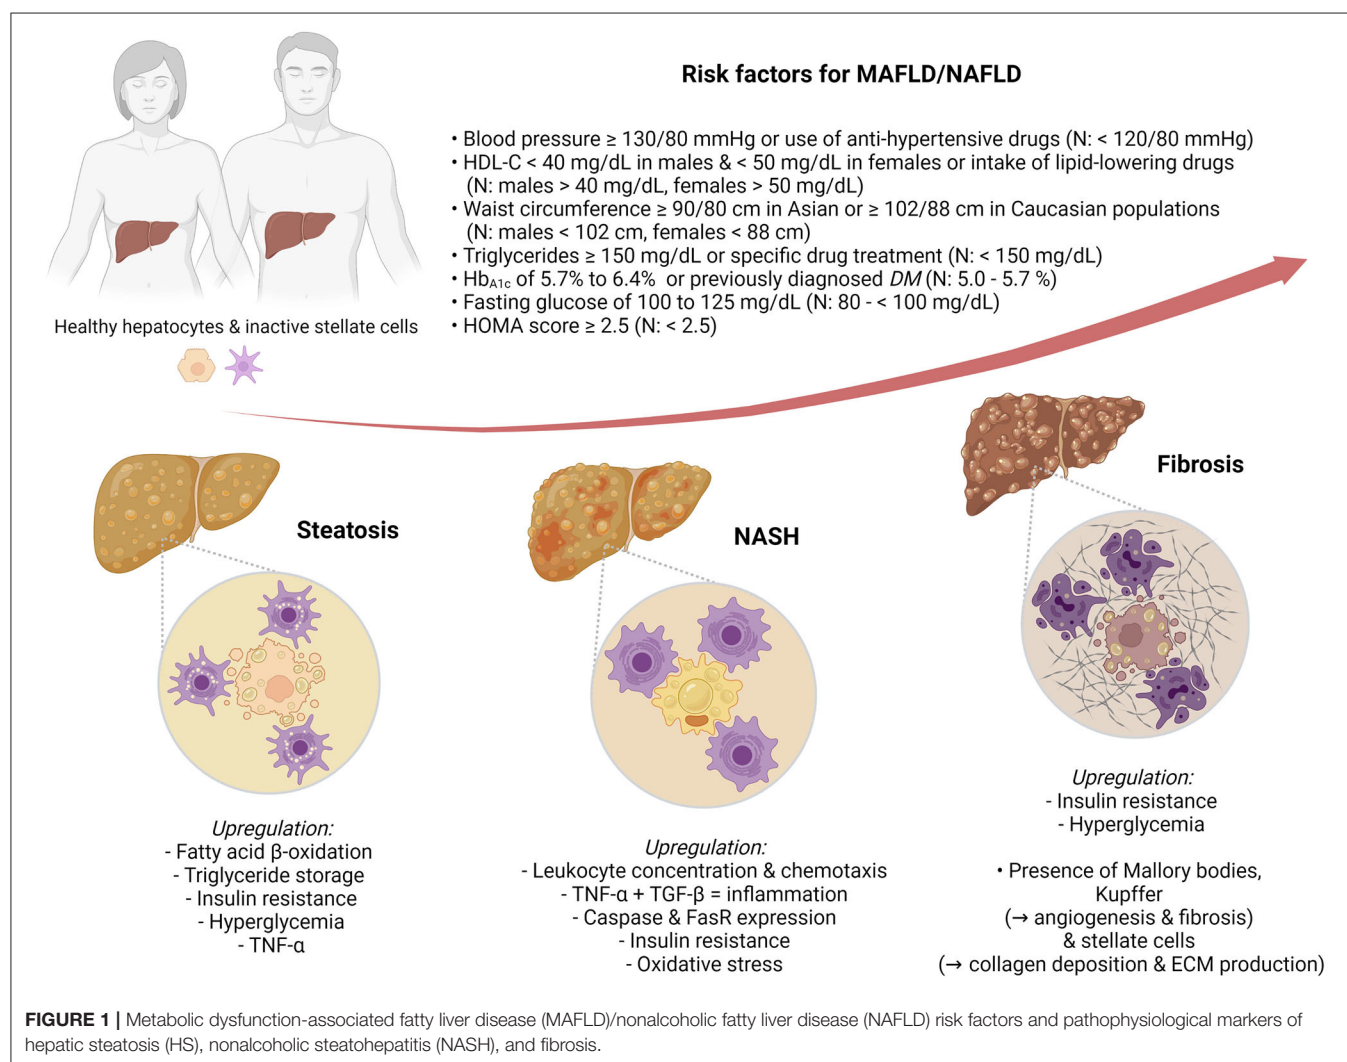 Risk factors for MAFLD/NAFLD
• Blood pressure ≥ 130/80 mmHg or use of anti-hypertensive drugs (N: < 120/80 mmHg)
• HDL-C < 40 mg/dL in males & < 50 mg/dL in females or intake of lipid-lowering drugs
(N: males > 40 mg/dL, females > 50 mg/dL)
• Waist circumference ≥ 90/80 cm in Asian or ≥ 102/88 cm in Caucasian populations
(N: males < 102 cm, females < 88 cm)
• Triglycerides ≥ 150 mg/dL or specific drug treatment (N: < 150 mg/dL)
• HbA1c of 5.7% to 6.4% or previously diagnosed DM (N: 5.0 - 5.7 %)
• Fasting glucose of 100 to 125 mg/dL (N: 80 - < 100 mg/dL)
• HOMA score ≥ 2.5 (N: < 2.5)
Healthy hepatocytes & inactive stellate cells
Steatosis
Upregulation:
- Fatty acid β-oxidation
- Triglyceride storage
- Insulin resistance
- Hyperglycemia
- TNF-α
NASH
Upregulation:
- Leukocyte concentration & chemotaxis
- TNF-α + TGF-β = inflammation
- Caspase & FasR expression
- Insulin resistance
- Oxidative stress
Fibrosis
Upregulation:
- Insulin resistance
- Hyperglycemia
• Presence of Mallory bodies,
Kupffer
(→ angiogenesis & fibrosis)
& stellate cells
(→ collagen deposition & ECM production)
FIGURE 1 | Metabolic dysfunction-associated fatty liver disease (MAFLD)/nonalcoholic fatty liver disease (NAFLD) risk factors and pathophysiological markers of
hepatic steatosis (HS), nonalcoholic steatohepatitis (NASH), and fibrosis.